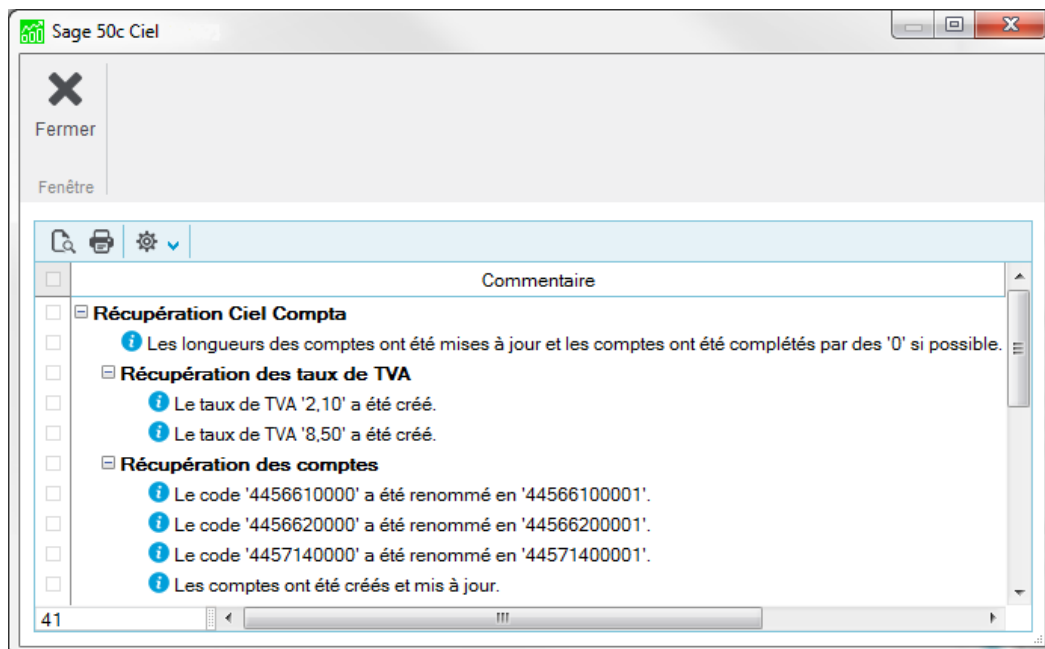 Sage 50c Ciel
Fermer
Fenêtre
Commentaire
Récupération Ciel Compta
Les longueurs des comptes ont été mises à jour et les comptes ont été complétés par des '0' si possible.
Récupération des taux de TVA
Le taux de TVA '2,10' a été créé.
Le taux de TVA '8,50' a été créé.
Récupération des comptes
Le code '4456610000' a été renommé en '44566100001'.
Le code '4456620000' a été renommé en '44566200001'.
Le code '4457140000' a été renommé en '44571400001'.
Les comptes ont été créés et mis à jour.
41